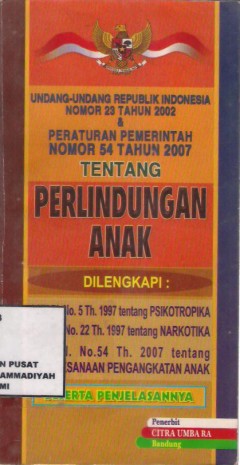 UNDANG-UNDANG REPUBLIK INDONESIA
NOMOR 23 TAHUN 2002
&
PERATURAN PEMERINTAH
NOMOR 54 TAHUN 2007
TENTANG
PERLINDUNGAN
ANAK
DILENGKAPI :
No. 5 Th. 1997 tentang PSIKOTROPIKA
No. 22 Th. 1997 tentang NARKOTIKA
No.54 Th. 2007 tentang
PENGANGKATAN ANAK
PENJELASANNYA
N PUSAT
AMMADIYAH
MI
Penerbit
CITRA UMBARA
Bandung